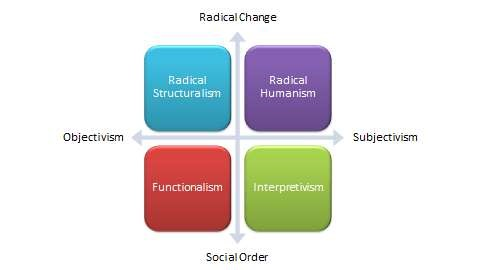 Radical Change
Radical
Structuralism
Radical
Humanism
Objectivism
Subjectivism
Functionalism
Interpretivism
Social Order